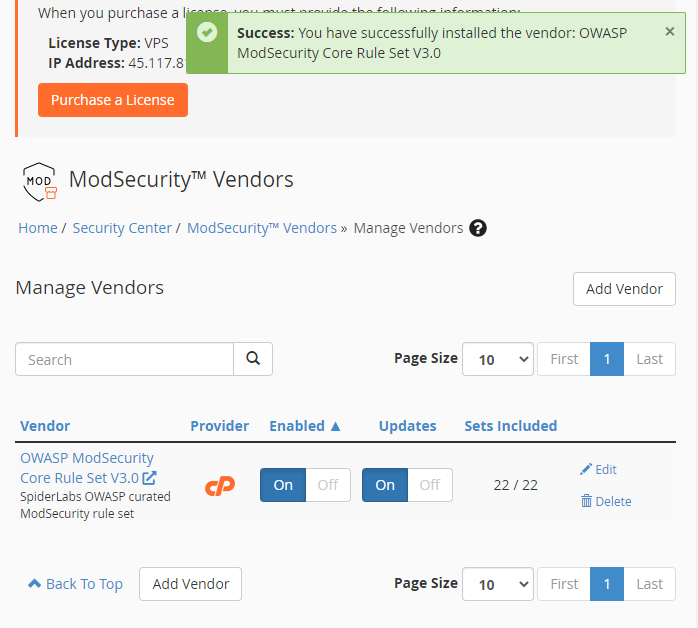 When you purchase a license, you must provide the following information:
License Type: VPS
IP Address: 45.117.8
Success: You have successfully installed the vendor: OWASP
ModSecurity Core Rule Set V3.0
×
Purchase a License
MOD
ModSecurity™ Vendors
Home / Security Center / ModSecurity™ Vendors » Manage Vendors ?
Manage Vendors
Add Vendor
Search
Page Size 10 First 1 Last
Vendor Provider Enabled ▲ Updates Sets Included
OWASP ModSecurity
Core Rule Set V3.0
SpiderLabs OWASP curated
ModSecurity rule set
cP
On Off On Off 22 / 22
Edit
Delete
Back To Top Add Vendor Page Size 10 First 1 Last